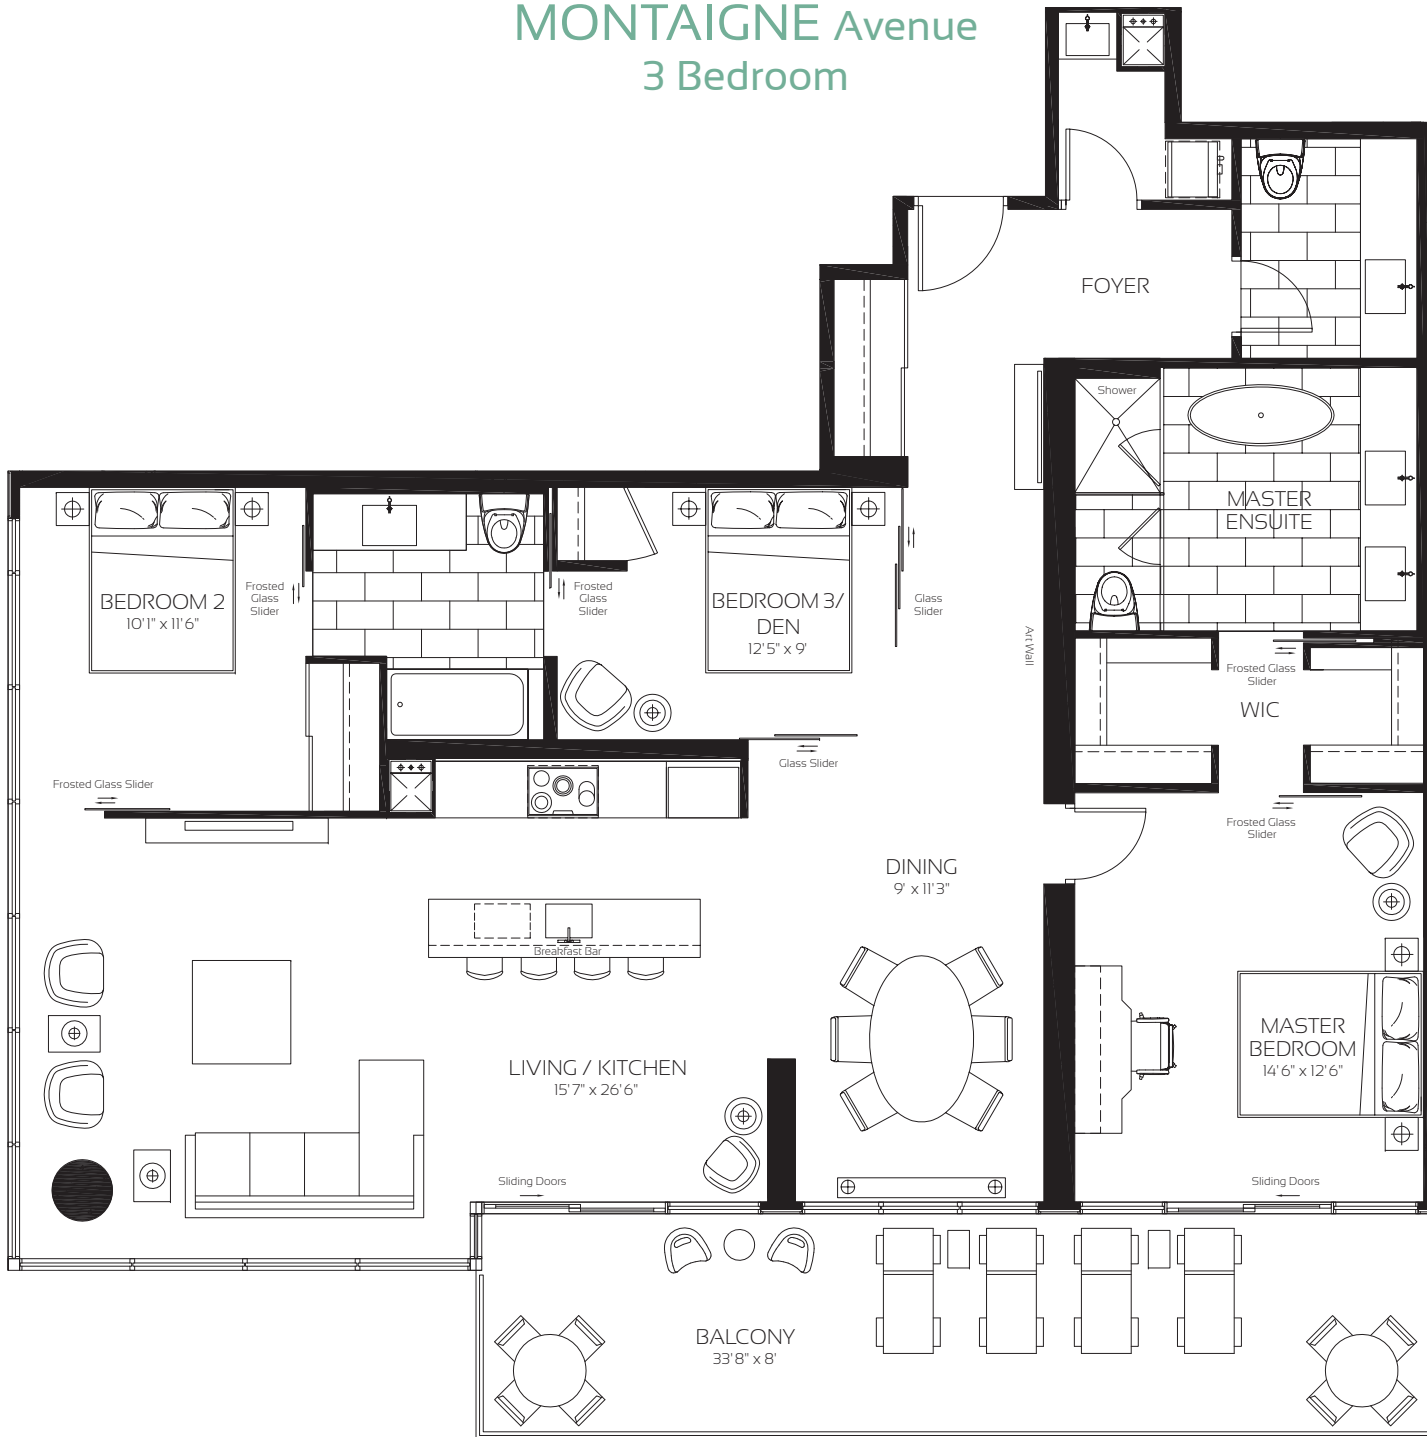 MONTAIGNE Avenue
3 Bedroom
FOYER
Shower
MASTER
ENSUITE
BEDROOM 2
10'1" x 11'6"
Frosted
Glass
Slider
Frosted
Glass
Slider
BEDROOM 3/
DEN
12'5" x 9'
Glass
Slider
Art Wall
Frosted Glass
Slider
WIC
Glass Slider
Frosted Glass Slider
Frosted Glass
Slider
DINING
9' x 11'3"
Breakfast Bar
LIVING / KITCHEN
15'7" x 26'6"
MASTER
BEDROOM
14'6" x 12'6"
Sliding Doors
Sliding Doors
BALCONY
33'8" x 8'